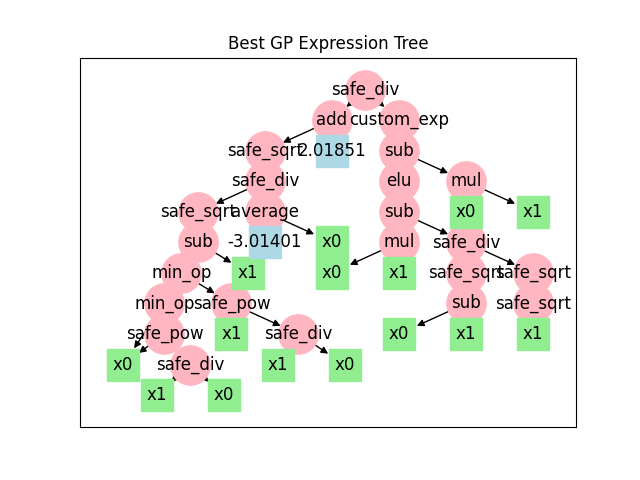 Best GP Expression Tree
safe_div
add custom_exp
safe_sqrt 2.01851 sub
safe_div elu mul
safe_sqrt average sub x0 x1
sub -3.01401 x0 mul safe_div
min_op x1 x0 x1 safe_sqrt safe_sqrt
min_op safe_pow sub safe_sqrt
safe_pow x1 safe_div x0 x1 x1
x0 safe_div x1 x0
x1 x0